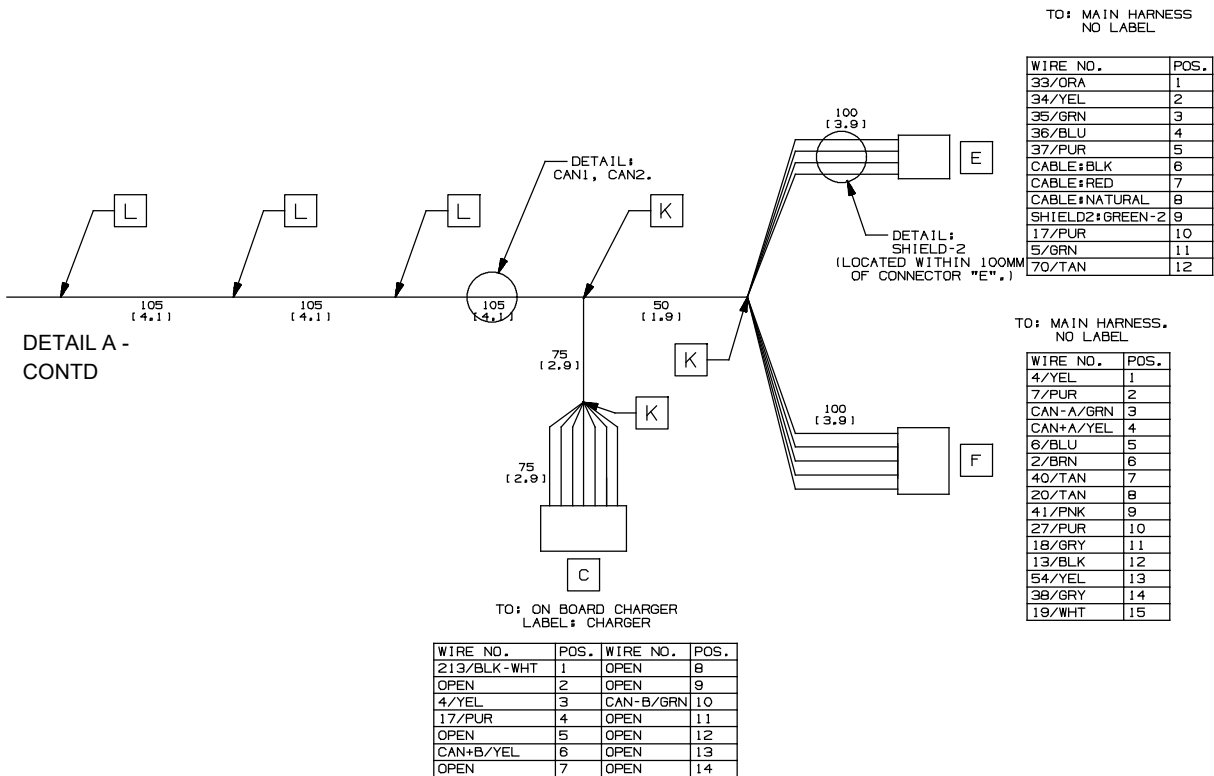 TO: MAIN HARNESS
NO LABEL
WIRE NO. POS.
33/ORA 1
34/YEL 2
35/GRN 3
36/BLU 4
37/PUR 5
CABLE:BLK 6
CABLE:RED 7
CABLE:NATURAL 8
SHIELD2:GREEN-2 9
17/PUR 10
5/GRN 11
70/TAN 12
100
[3.9]
E
DETAIL:
CAN1, CAN2.
L
L
L
K
DETAIL:
SHIELD-2
(LOCATED WITHIN 100MM
OF CONNECTOR "E".)
105
[4.1]
105
[4.1]
105
[4.1]
50
[1.9]
DETAIL A -
CONTD
75
[2.9]
K
K
TO: MAIN HARNESS.
NO LABEL
WIRE NO. POS.
4/YEL 1
7/PUR 2
CAN-A/GRN 3
CAN+A/YEL 4
6/BLU 5
2/BRN 6
40/TAN 7
20/TAN 8
41/PNK 9
27/PUR 10
18/GRY 11
13/BLK 12
54/YEL 13
38/GRY 14
19/WHT 15
100
[3.9]
F
75
[2.9]
C
TO: ON BOARD CHARGER
LABEL: CHARGER
WIRE NO. POS. WIRE NO. POS.
213/BLK-WHT 1 OPEN 8
OPEN 2 OPEN 9
4/YEL 3 CAN-B/GRN 10
17/PUR 4 OPEN 11
OPEN 5 OPEN 12
CAN+B/YEL 6 OPEN 13
OPEN 7 OPEN 14